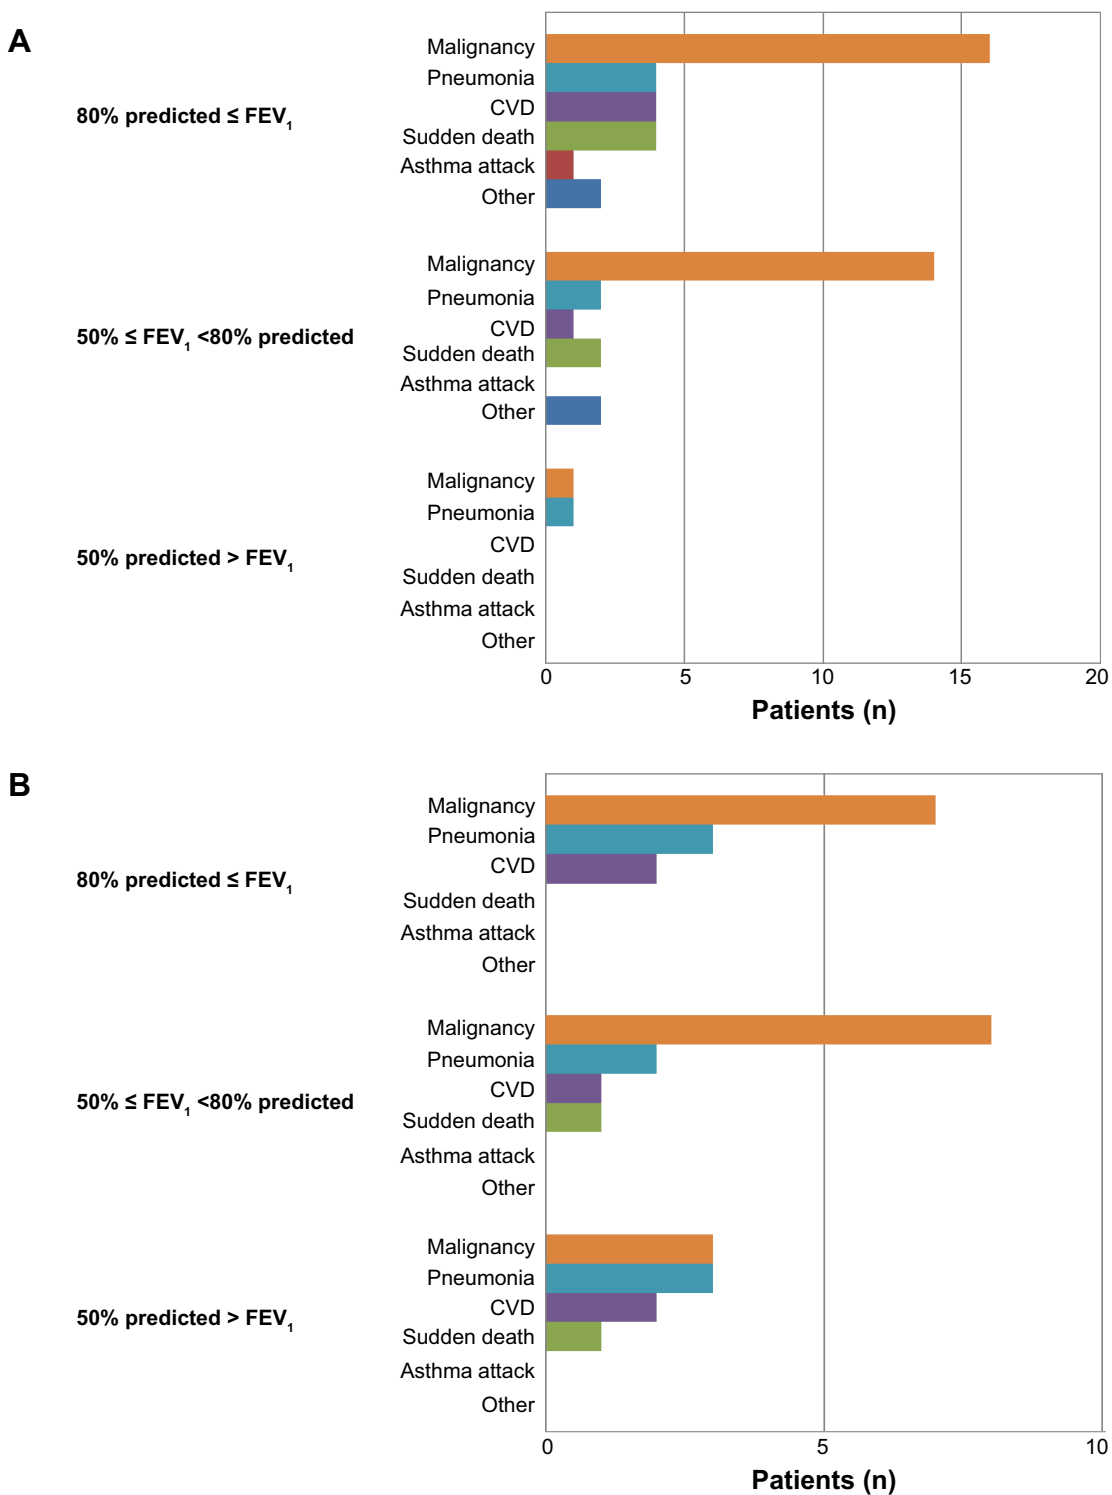 A
80% predicted ≤ FEV₁
Malignancy
Pneumonia
CVD
Sudden death
Asthma attack
Other
50% ≤ FEV₁ <80% predicted
Malignancy
Pneumonia
CVD
Sudden death
Asthma attack
Other
50% predicted > FEV₁
Malignancy
Pneumonia
CVD
Sudden death
Asthma attack
Other
0 5 10 15 20
Patients (n)
B
80% predicted ≤ FEV₁
Malignancy
Pneumonia
CVD
Sudden death
Asthma attack
Other
50% ≤ FEV₁ <80% predicted
Malignancy
Pneumonia
CVD
Sudden death
Asthma attack
Other
50% predicted > FEV₁
Malignancy
Pneumonia
CVD
Sudden death
Asthma attack
Other
0 5 10
Patients (n)